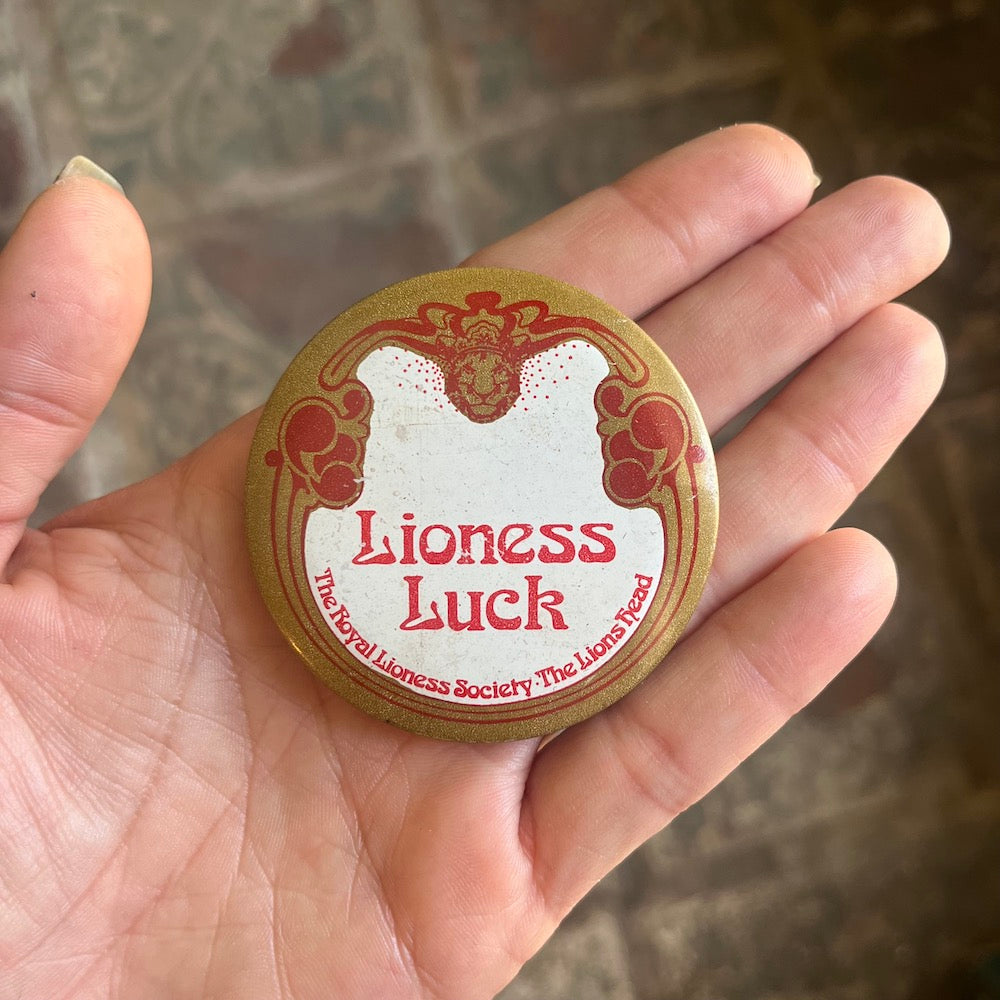 Lioness
Luck
The Royal Lioness Society · The Lions head